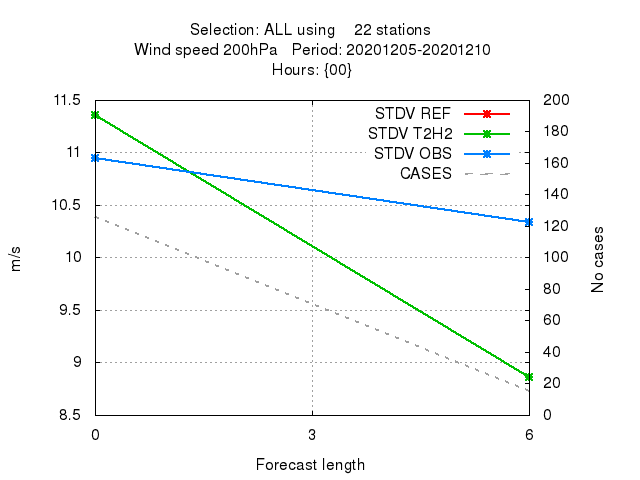 Selection: ALL using    22 stations
Wind speed 200hPa   Period: 20201205-20201210
Hours: {00}
11.5
11
10.5
10
9.5
9
8.5
m/s
STDV REF
STDV T2H2
STDV OBS
CASES
200
180
160
140
120
100
80
60
40
20
0
No cases
0 3 6
Forecast length